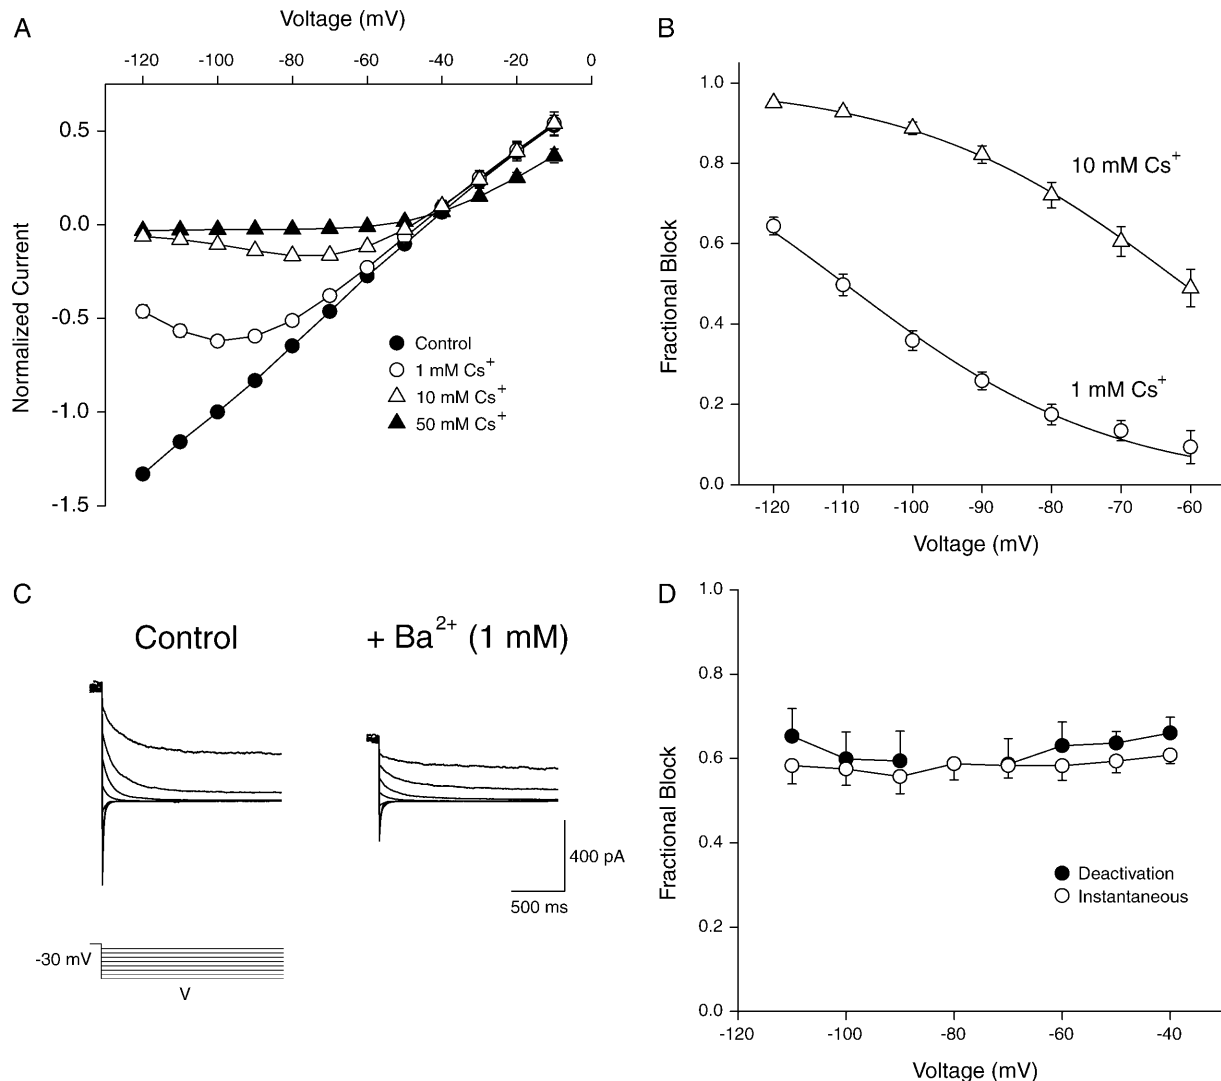 A
Voltage (mV)
-120 -100 -80 -60 -40 -20 0
0.5
0.0
-0.5
-1.0
-1.5
Normalized Current
Control
1 mM Cs+
10 mM Cs+
50 mM Cs+
B
1.0
0.8
0.6
0.4
0.2
0.0
Fractional Block
10 mM Cs+
1 mM Cs+
-120 -110 -100 -90 -80 -70 -60
Voltage (mV)
C
Control
+ Ba2+ (1 mM)
400 pA
500 ms
-30 mV
V
D
1.0
0.8
0.6
0.4
0.2
0.0
Fractional Block
Deactivation
Instantaneous
-120 -100 -80 -60 -40
Voltage (mV)